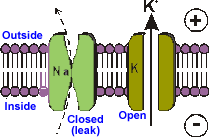 K+
+
Outside
Na K
Inside
Closed
(leak)
Open
-